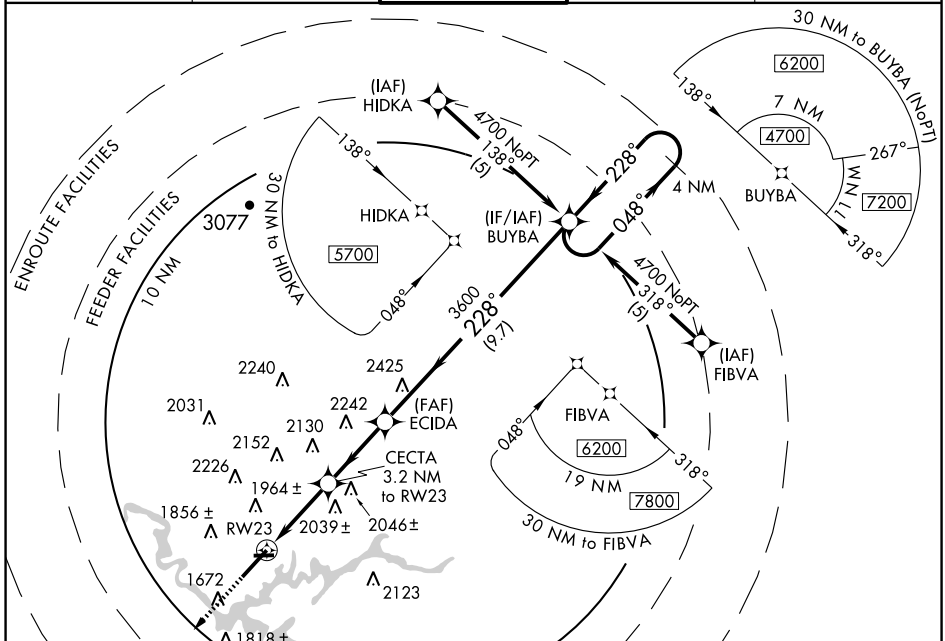 30 NM to BUYBA (NoPT)
6200
138°
7 NM
4700
267°
BUYBA
11 NM
7200
318°
(IAF)
HIDKA
4700 NoPT
138°
(5)
228°
048°
4 NM
(IF/IAF)
BUYBA
ENROUTE FACILITIES
FEEDER FACILITIES
3077
10 NM
138°
HIDKA
5700
30 NM to HIDKA
048°
4700 NoPT
318°
(5)
(IAF)
FIBVA
3600
228°
(9.7)
2240
2425
2031
2242
(FAF)
ECIDA
2130
2152
2226
CECTA
3.2 NM
to RW23
1964 ±
1856 ±
RW23
2039 ±
2046 ±
FIBVA
048°
6200
318°
19 NM
7800
30 NM to FIBVA
1672
2123
1818 ±